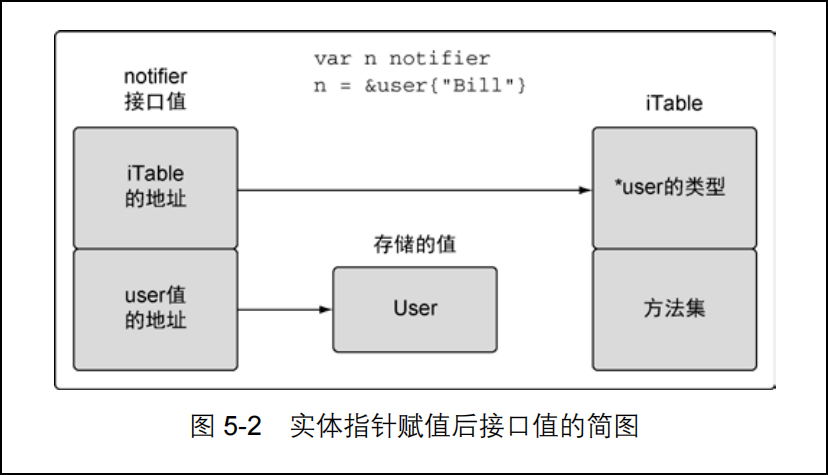 var n notifier
n = &user{"Bill"}
notifier
接口值
iTable
iTable
的地址
*user的类型
存储的值
user值
的地址
User
方法集
图 5-2 实体指针赋值后接口值的简图